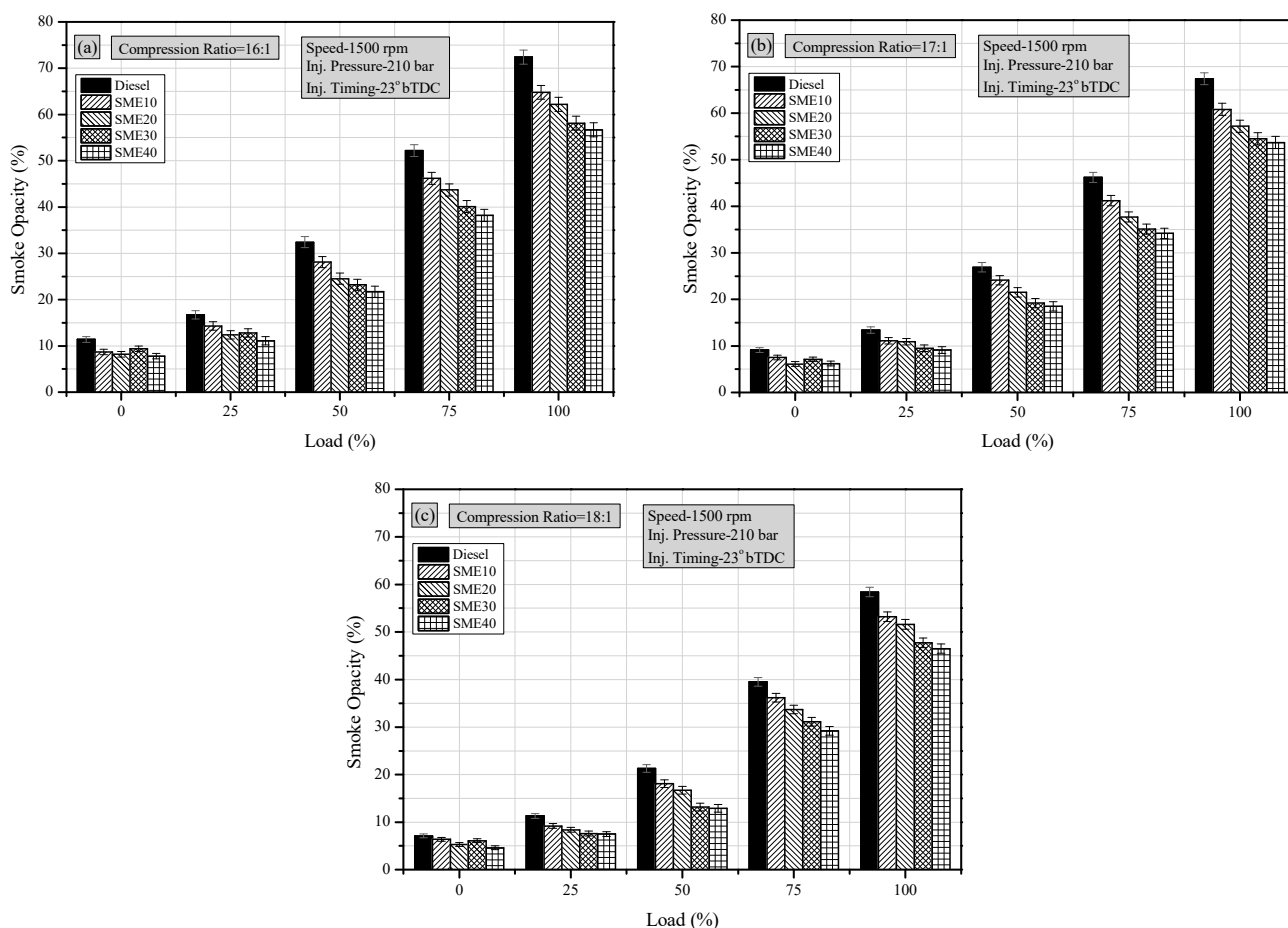 (a)
Compression Ratio=16:1
Speed-1500 rpm
Inj. Pressure-210 bar
Inj. Timing-23° bTDC
Diesel
SME10
SME20
SME30
SME40
80
70
60
50
40
30
20
10
0
Smoke Opacity (%)
0 25 50 75 100
Load (%)
(b)
Compression Ratio=17:1
Speed-1500 rpm
Inj. Pressure-210 bar
Inj. Timing-23° bTDC
Diesel
SME10
SME20
SME30
SME40
80
70
60
50
40
30
20
10
0
Smoke Opacity (%)
0 25 50 75 100
Load (%)
(c)
Compression Ratio=18:1
Speed-1500 rpm
Inj. Pressure-210 bar
Inj. Timing-23° bTDC
Diesel
SME10
SME20
SME30
SME40
80
70
60
50
40
30
20
10
0
Smoke Opacity (%)
0 25 50 75 100
Load (%)